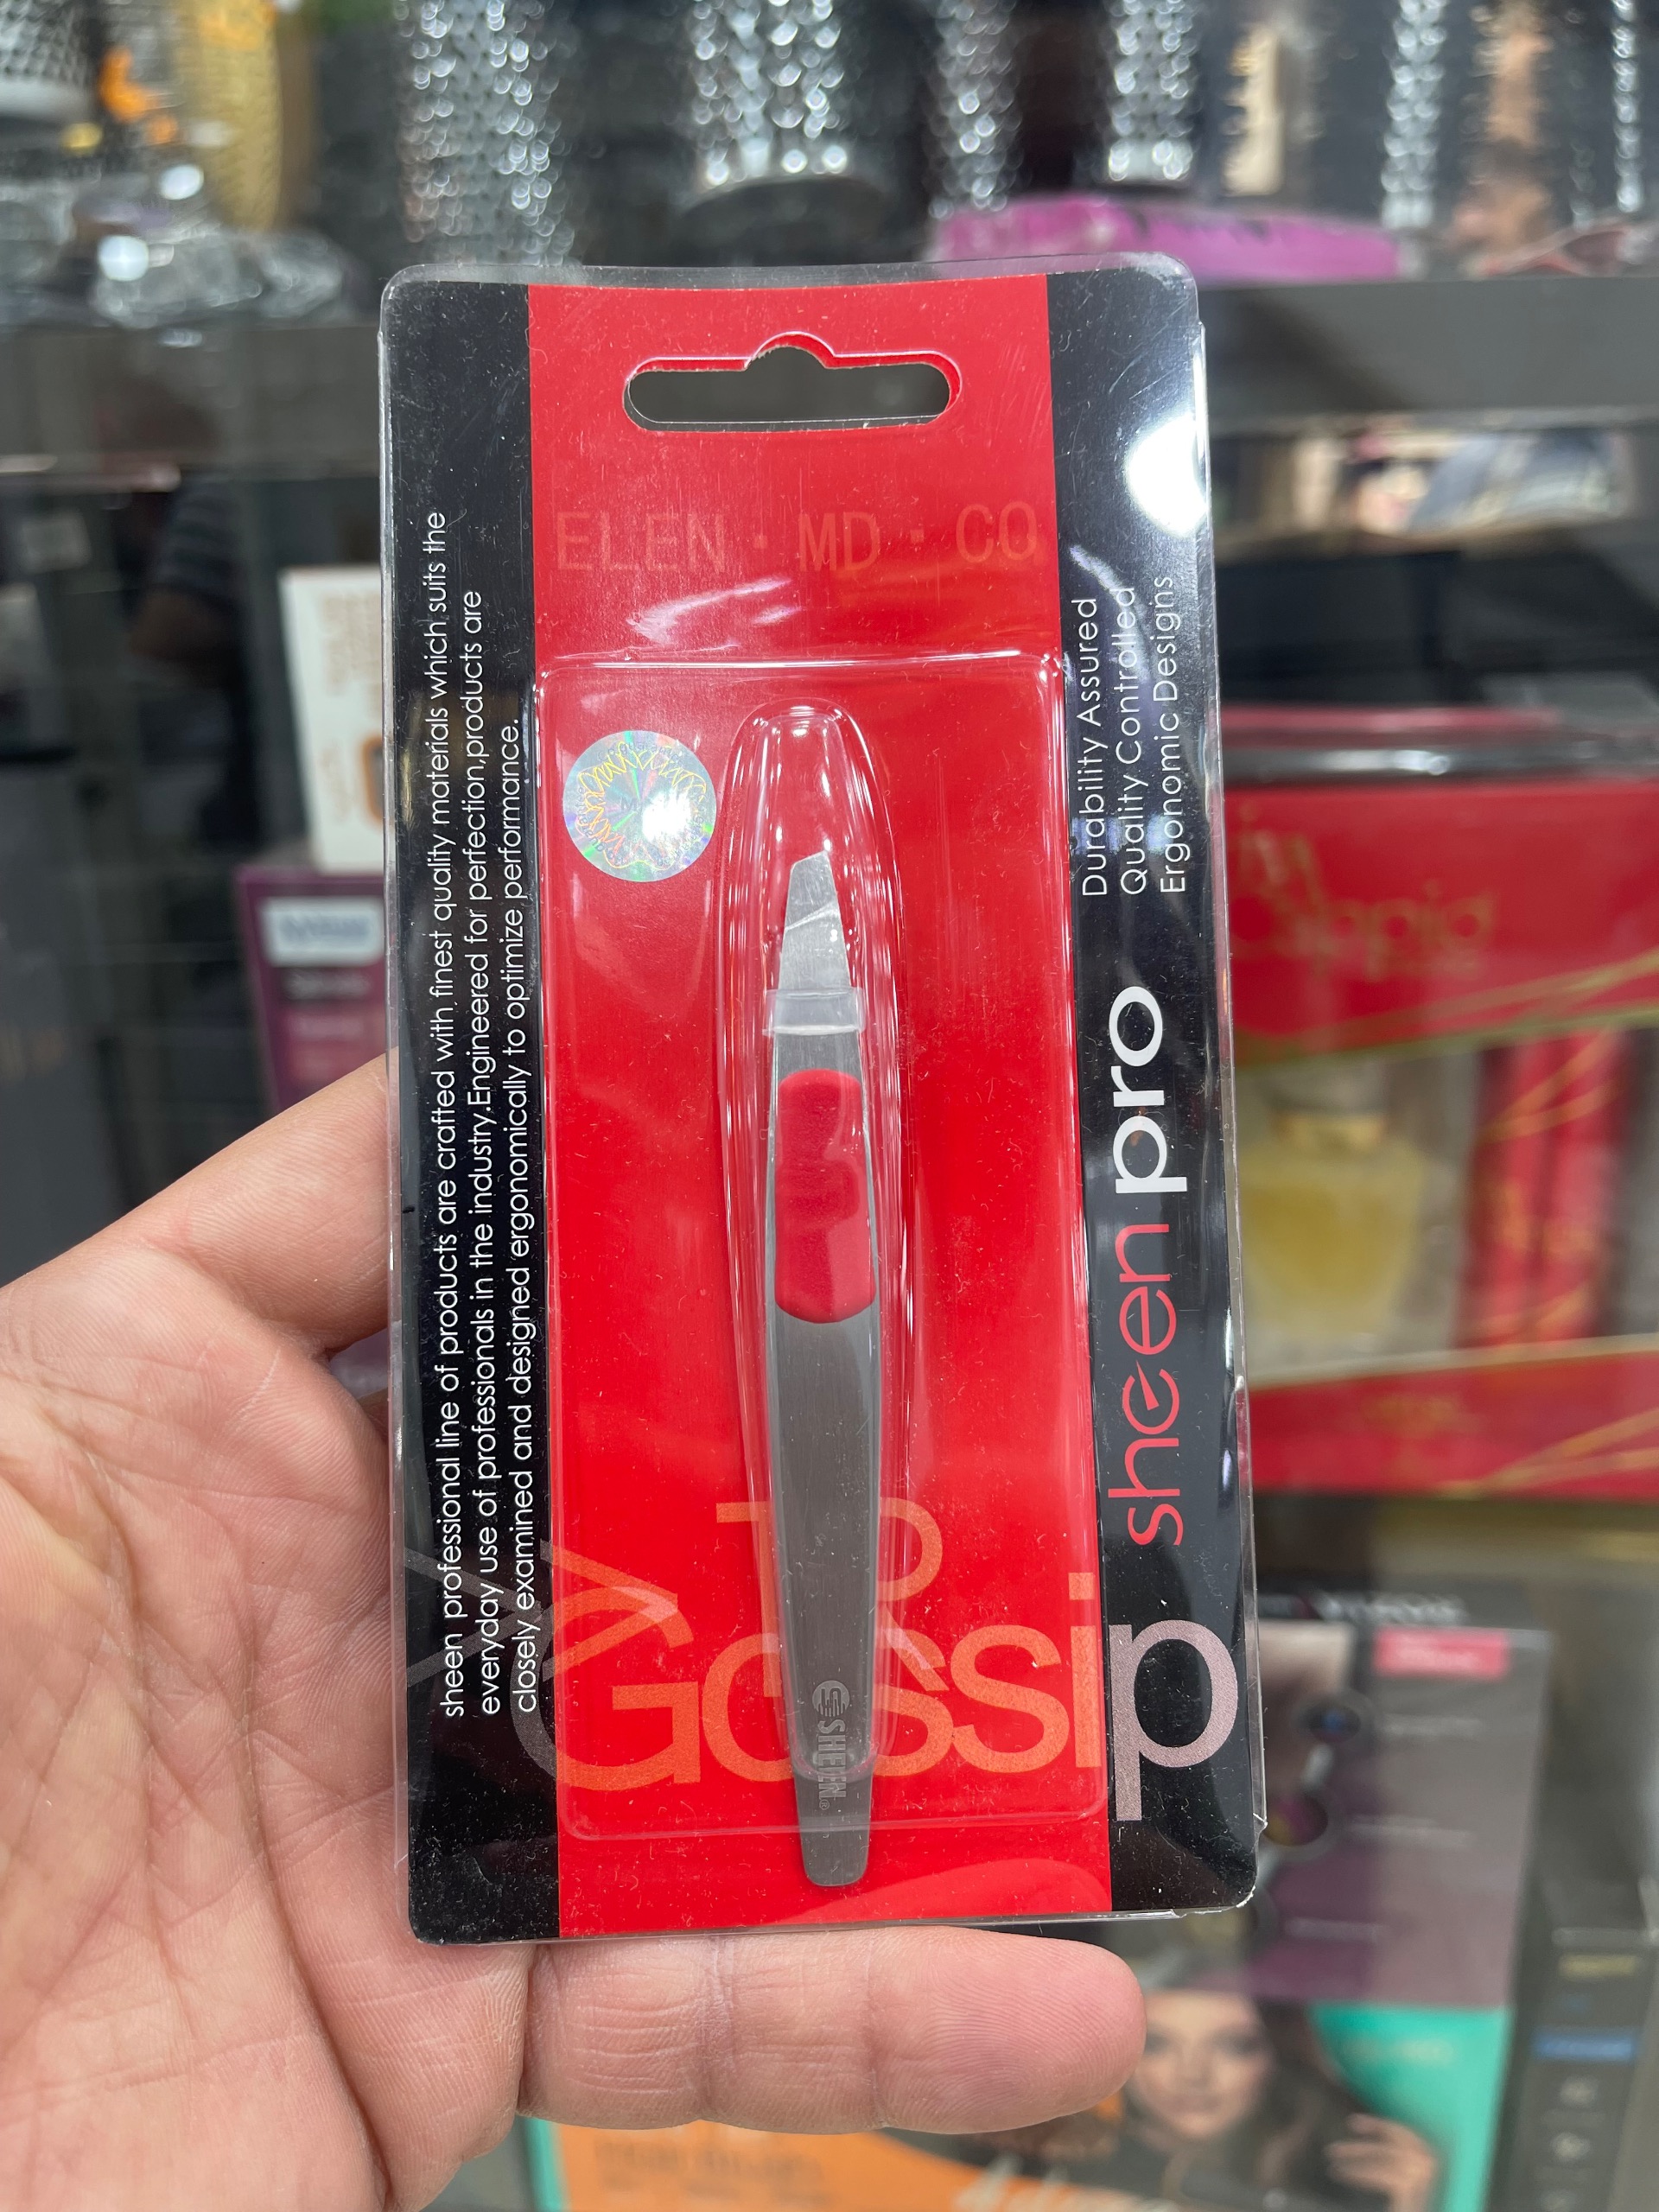 ELEN · MD · CO
sheen professional line of products are crafted with finest quality materials which suits the
everyday use of professionals in the industry.Engineered for perfection,products are
closely examined and designed ergonomically to optimize performance.
Durability Assured
Quality Controlled
Ergonomic Designs
sheen pro
Gossip
SHEEN®